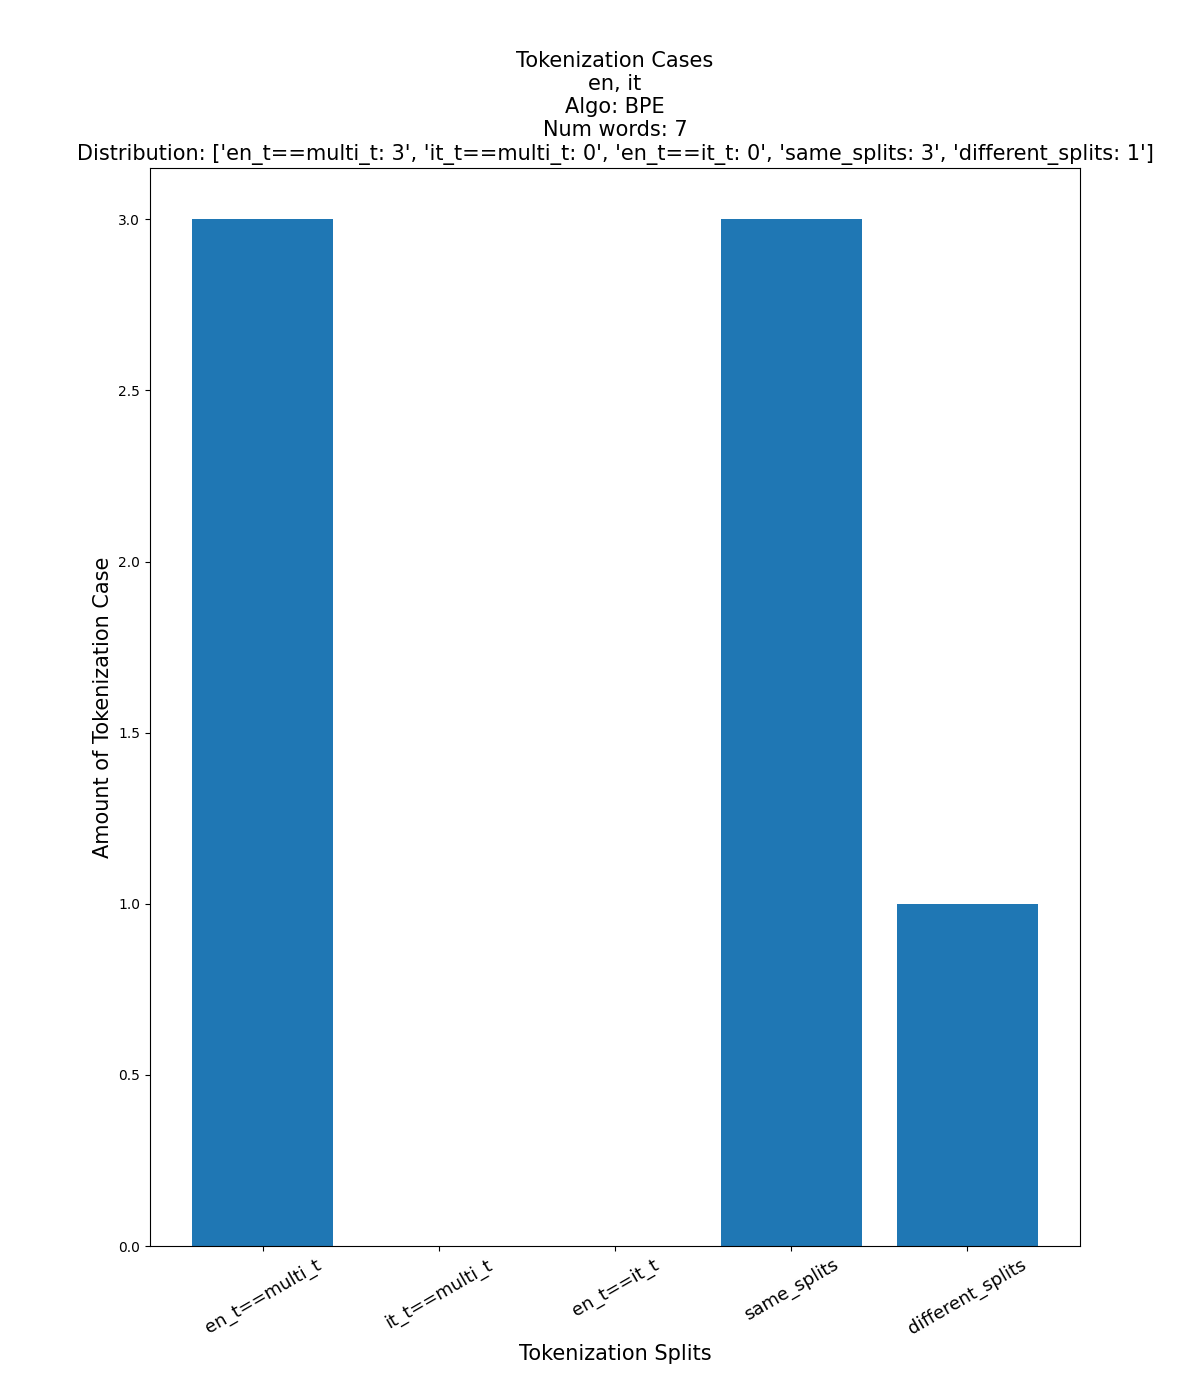 Tokenization Cases
en, it
Algo: BPE
Num words: 7
Distribution: ['en_t==multi_t: 3', 'it_t==multi_t: 0', 'en_t==it_t: 0', 'same_splits: 3', 'different_splits: 1']
3.0
2.5
2.0
1.5
1.0
0.5
0.0
Amount of Tokenization Case
en_t==multi_t
it_t==multi_t
en_t==it_t
same_splits
different_splits
Tokenization Splits